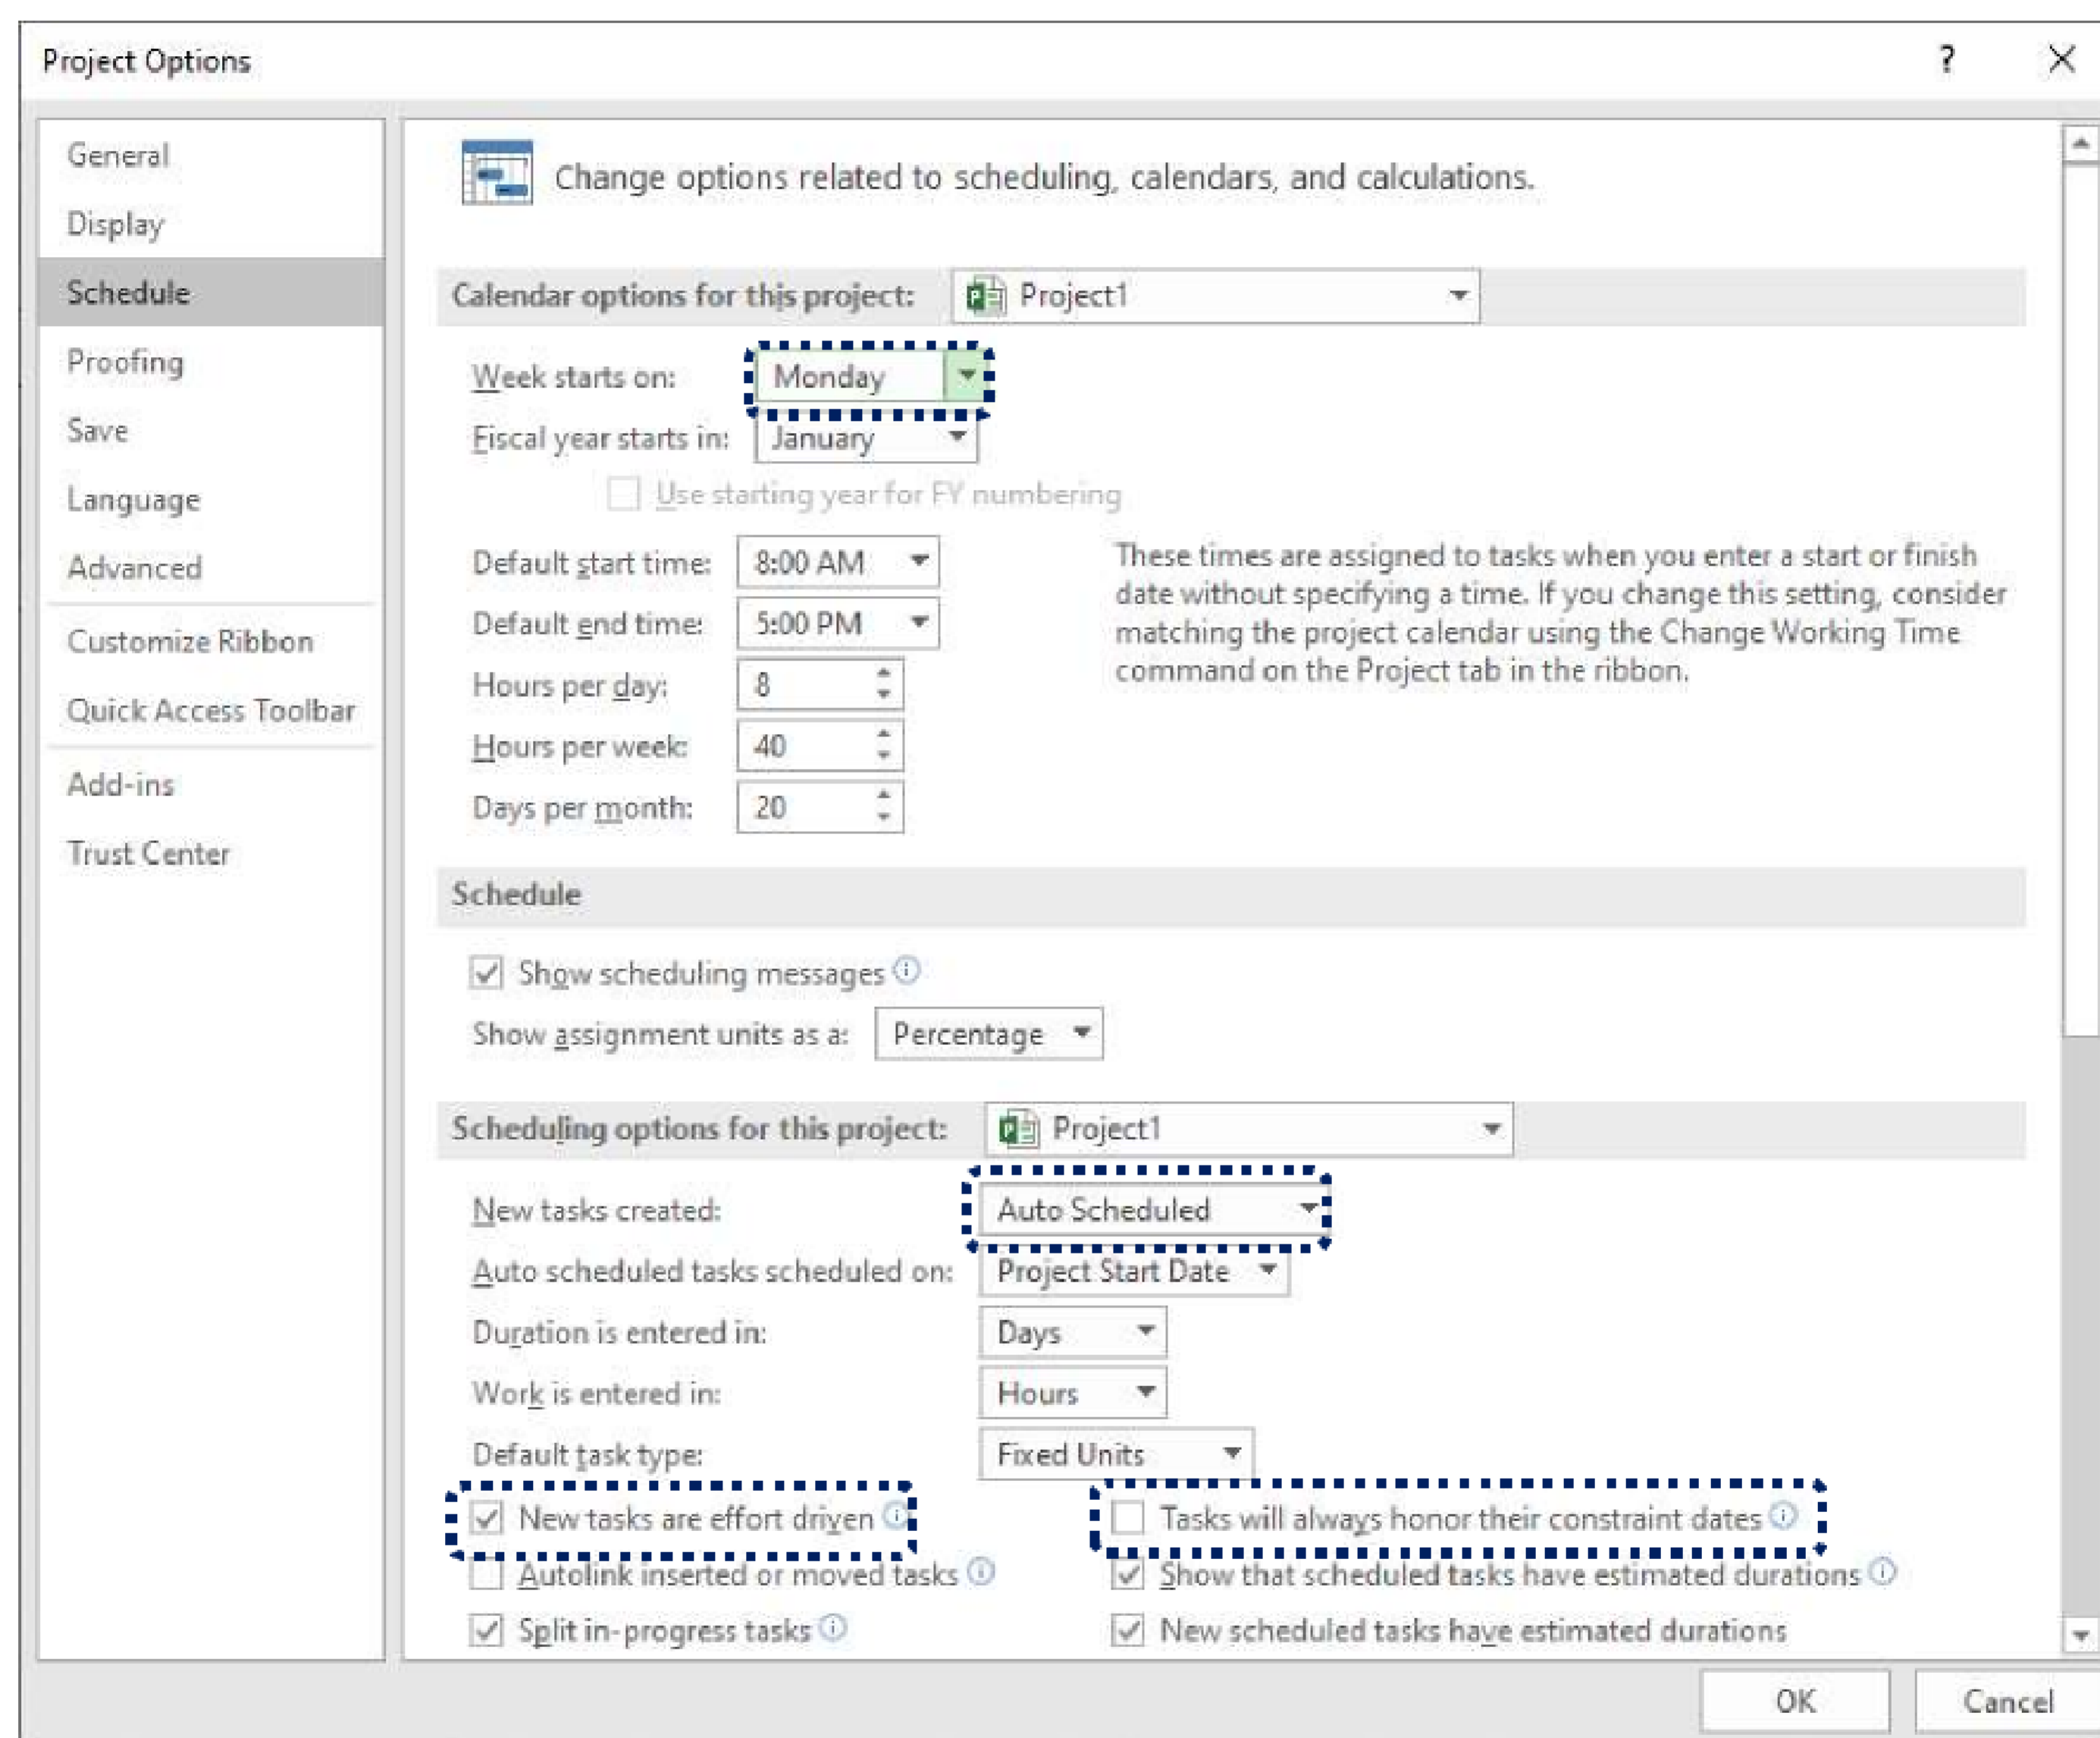 Project Options
?
General
Display
Schedule
Proofing
Save
Language
Advanced
Customize Ribbon
Quick Access Toolbar
Add-ins
Trust Center
Change options related to scheduling, calendars, and calculations.
Calendar options for this project: Project1
Week starts on: Monday
Fiscal year starts in: January
Use starting year for FY numbering
Default start time: 8:00 AM
Default end time: 5:00 PM
Hours per day: 8
Hours per week: 40
Days per month: 20
These times are assigned to tasks when you enter a start or finish
date without specifying a time. If you change this setting, consider
matching the project calendar using the Change Working Time
command on the Project tab in the ribbon.
Schedule
Show scheduling messages
Show assignment units as a: Percentage
Scheduling options for this project: Project1
New tasks created: Auto Scheduled
Auto scheduled tasks scheduled on: Project Start Date
Duration is entered in: Days
Work is entered in: Hours
Default task type: Fixed Units
New tasks are effort driven
Tasks will always honor their constraint dates
Autolink inserted or moved tasks
Show that scheduled tasks have estimated durations
Split in-progress tasks
New scheduled tasks have estimated durations
OK
Cancel